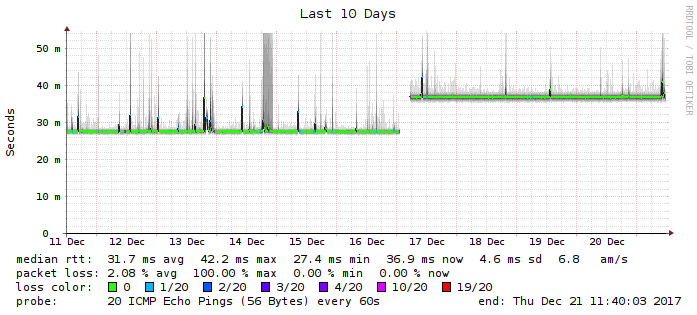 Last 10 Days
RRDTOOL / TOBI OETIKER
Seconds
50 m
40 m
30 m
20 m
10 m
0
11 Dec 12 Dec 13 Dec 14 Dec 15 Dec 16 Dec 17 Dec 18 Dec 19 Dec 20 Dec
median rtt: 31.7 ms avg 42.2 ms max 27.4 ms min 36.9 ms now 4.6 ms sd 6.8 am/s
packet loss: 2.08 % avg 100.00 % max 0.00 % min 0.00 % now
loss color: 0 1/20 2/20 3/20 4/20 10/20 19/20
probe: 20 ICMP Echo Pings (56 Bytes) every 60s end: Thu Dec 21 11:40:03 2017